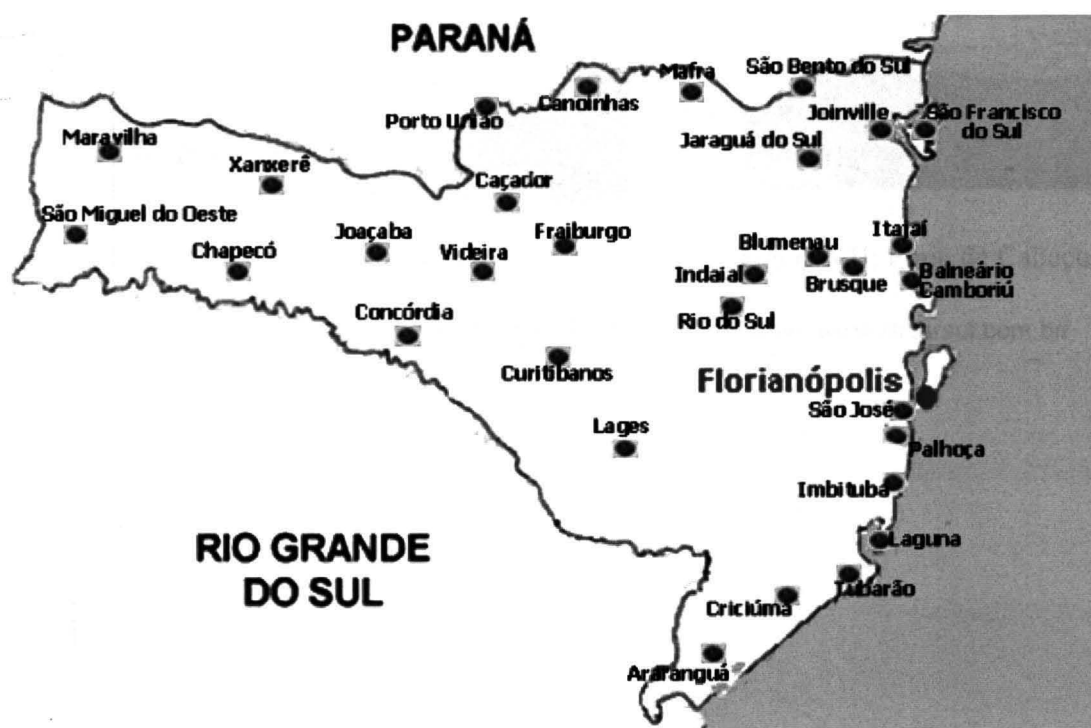 PARANÁ
São Bento do Sul
Mafra
Canoinhas
Porto União
Joinville
São Francisco
do Sul
Maravilha
Jaraguá do Sul
Xanxerê
Caçador
São Miguel do Oeste
Joaçaba
Fraiburgo
Blumenau
Itajaí
Chapecó
Videira
Indaial
Brusque
Balneário
Camboriú
Concórdia
Rio do Sul
Curitibanos
Florianópolis
São José
Lages
Palhoça
Imbituba
RIO GRANDE
DO SUL
Laguna
Tubarão
Criciúma
Araranguá